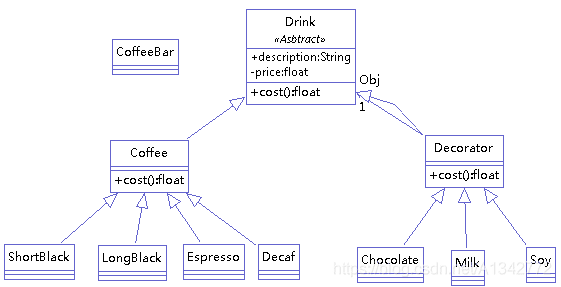 Drink
«Asbtract»
+description:String
-price:float
+cost():float
CoffeeBar
Obj
1
Coffee
+cost():float
Decorator
+cost():float
ShortBlack
LongBlack
Espresso
Decaf
Chocolate
Milk
Soy